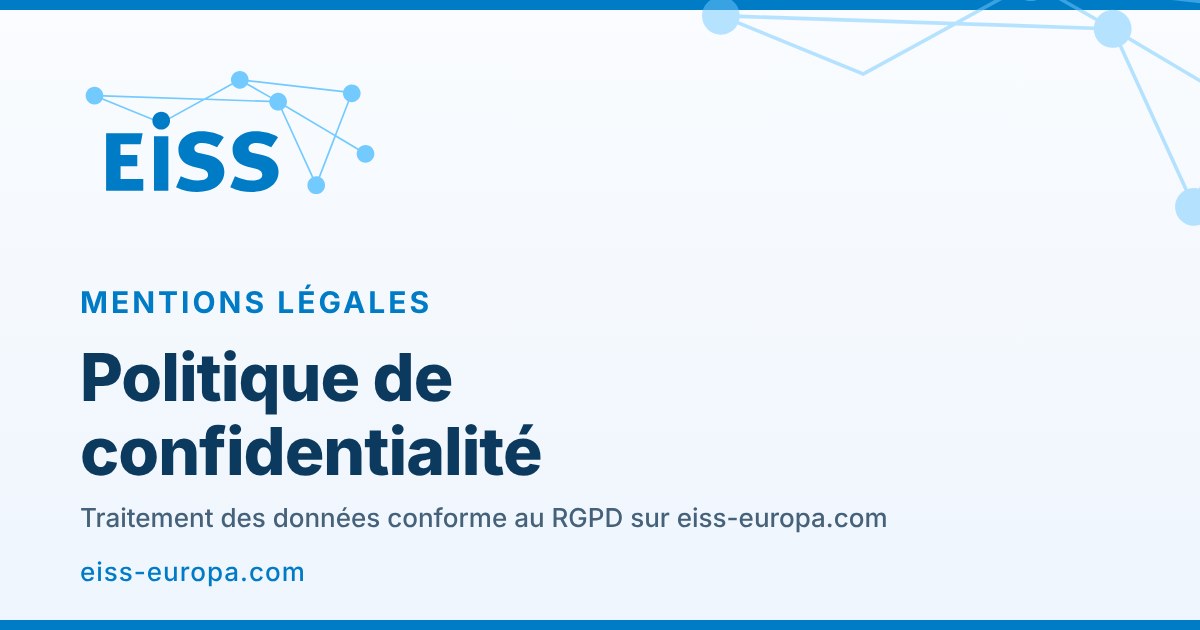 EiSS
MENTIONS LÉGALES
Politique de
confidentialité
Traitement des données conforme au RGPD sur eiss-europa.com
eiss-europa.com